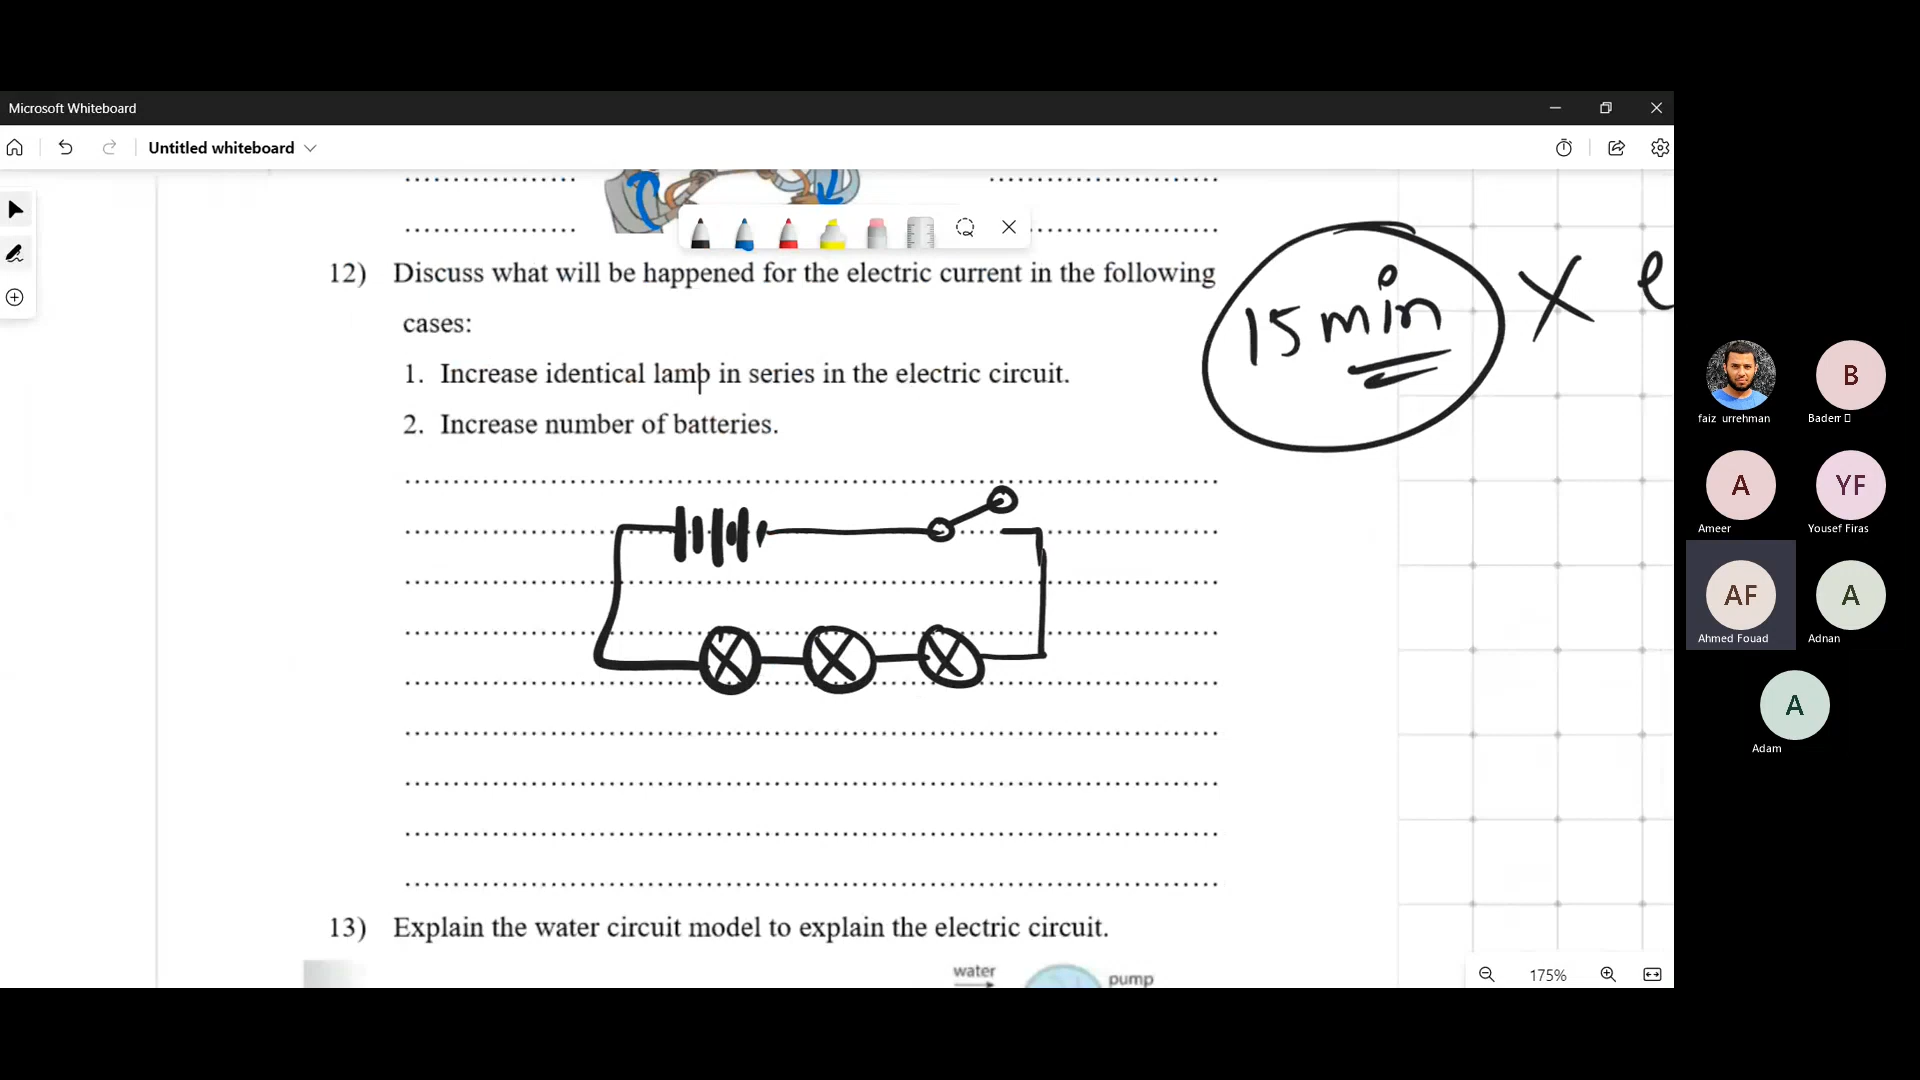 Microsoft Whiteboard
Untitled whiteboard
12) Discuss what will be happened for the electric current in the following
cases:
1. Increase identical lamp in series in the electric circuit.
2. Increase number of batteries.
15 min X e
13) Explain the water circuit model to explain the electric circuit.
water
pump
175%
faiz urrehman
B
Baderr
A
Ameer
YF
Yousef Firas
AF
Ahmed Fouad
A
Adnan
A
Adam